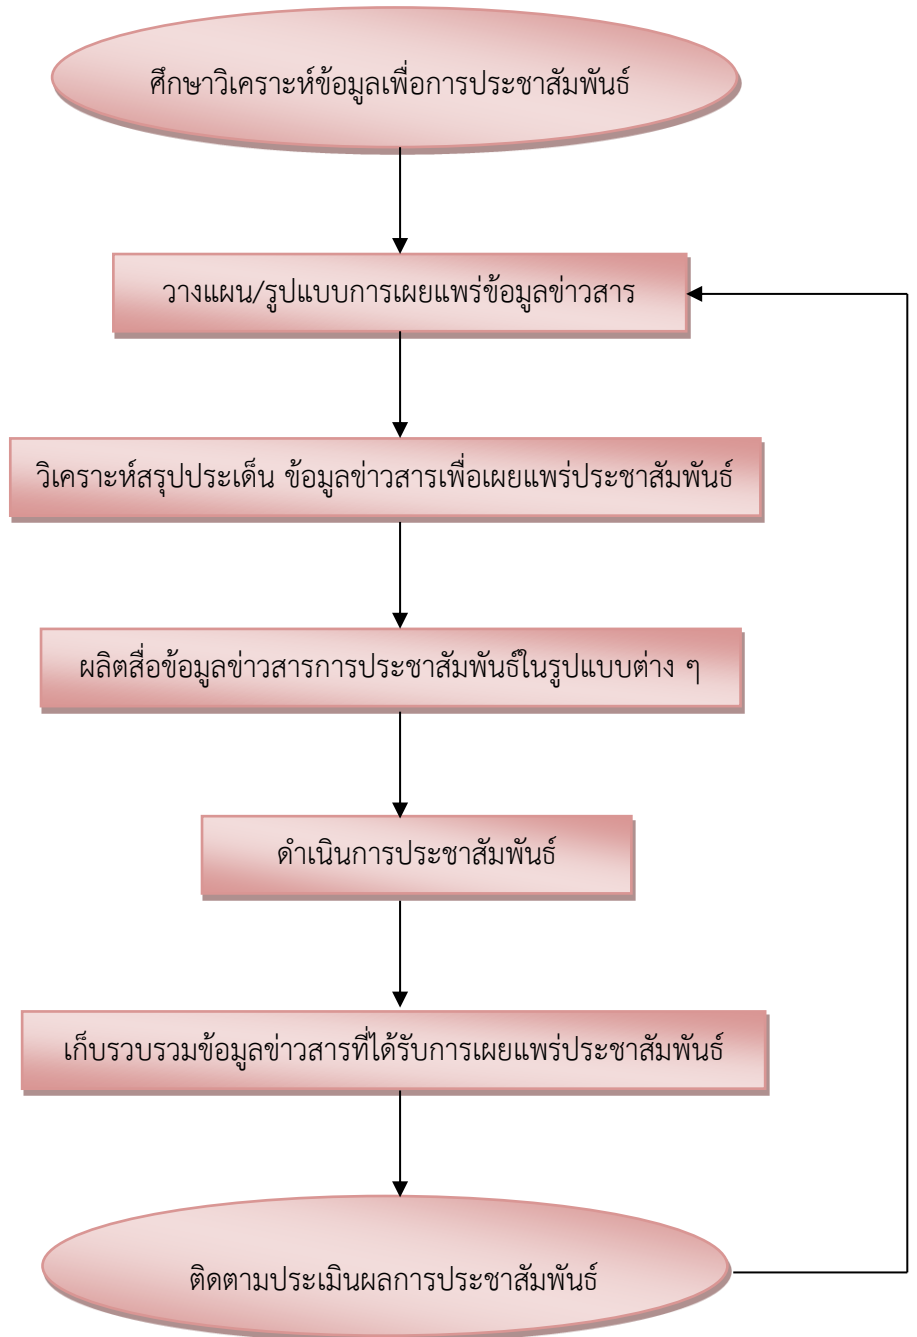 ศึกษาวิเคราะห์ข้อมูลเพื่อการประชาสัมพันธ์
วางแผน/รูปแบบการเผยแพร่ข้อมูลข่าวสาร
วิเคราะห์สรุปประเด็น ข้อมูลข่าวสารเพื่อเผยแพร่ประชาสัมพันธ์
ผลิตสื่อข้อมูลข่าวสารการประชาสัมพันธ์ในรูปแบบต่าง ๆ
ดำเนินการประชาสัมพันธ์
เก็บรวบรวมข้อมูลข่าวสารที่ได้รับการเผยแพร่ประชาสัมพันธ์
ติดตามประเมินผลการประชาสัมพันธ์